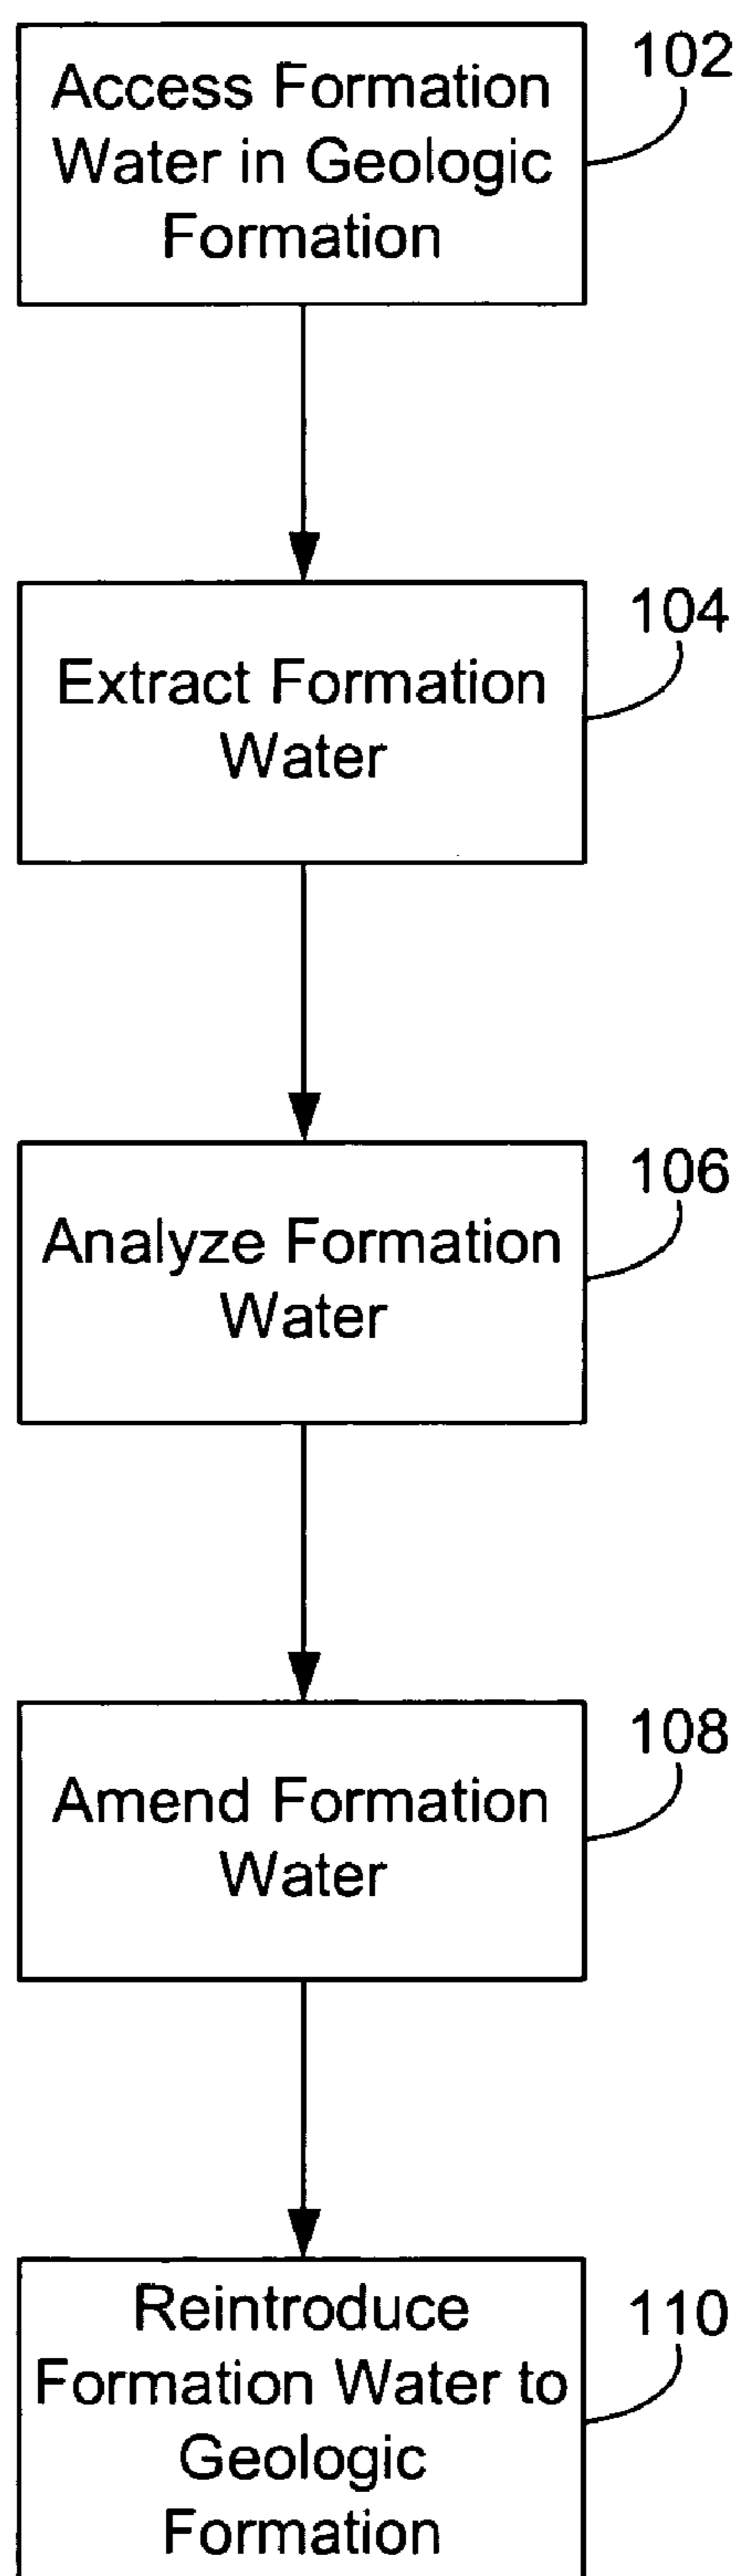 Access Formation
Water in Geologic
Formation
102
Extract Formation
Water
104
Analyze Formation
Water
106
Amend Formation
Water
108
Reintroduce
Formation Water to
Geologic
Formation
110